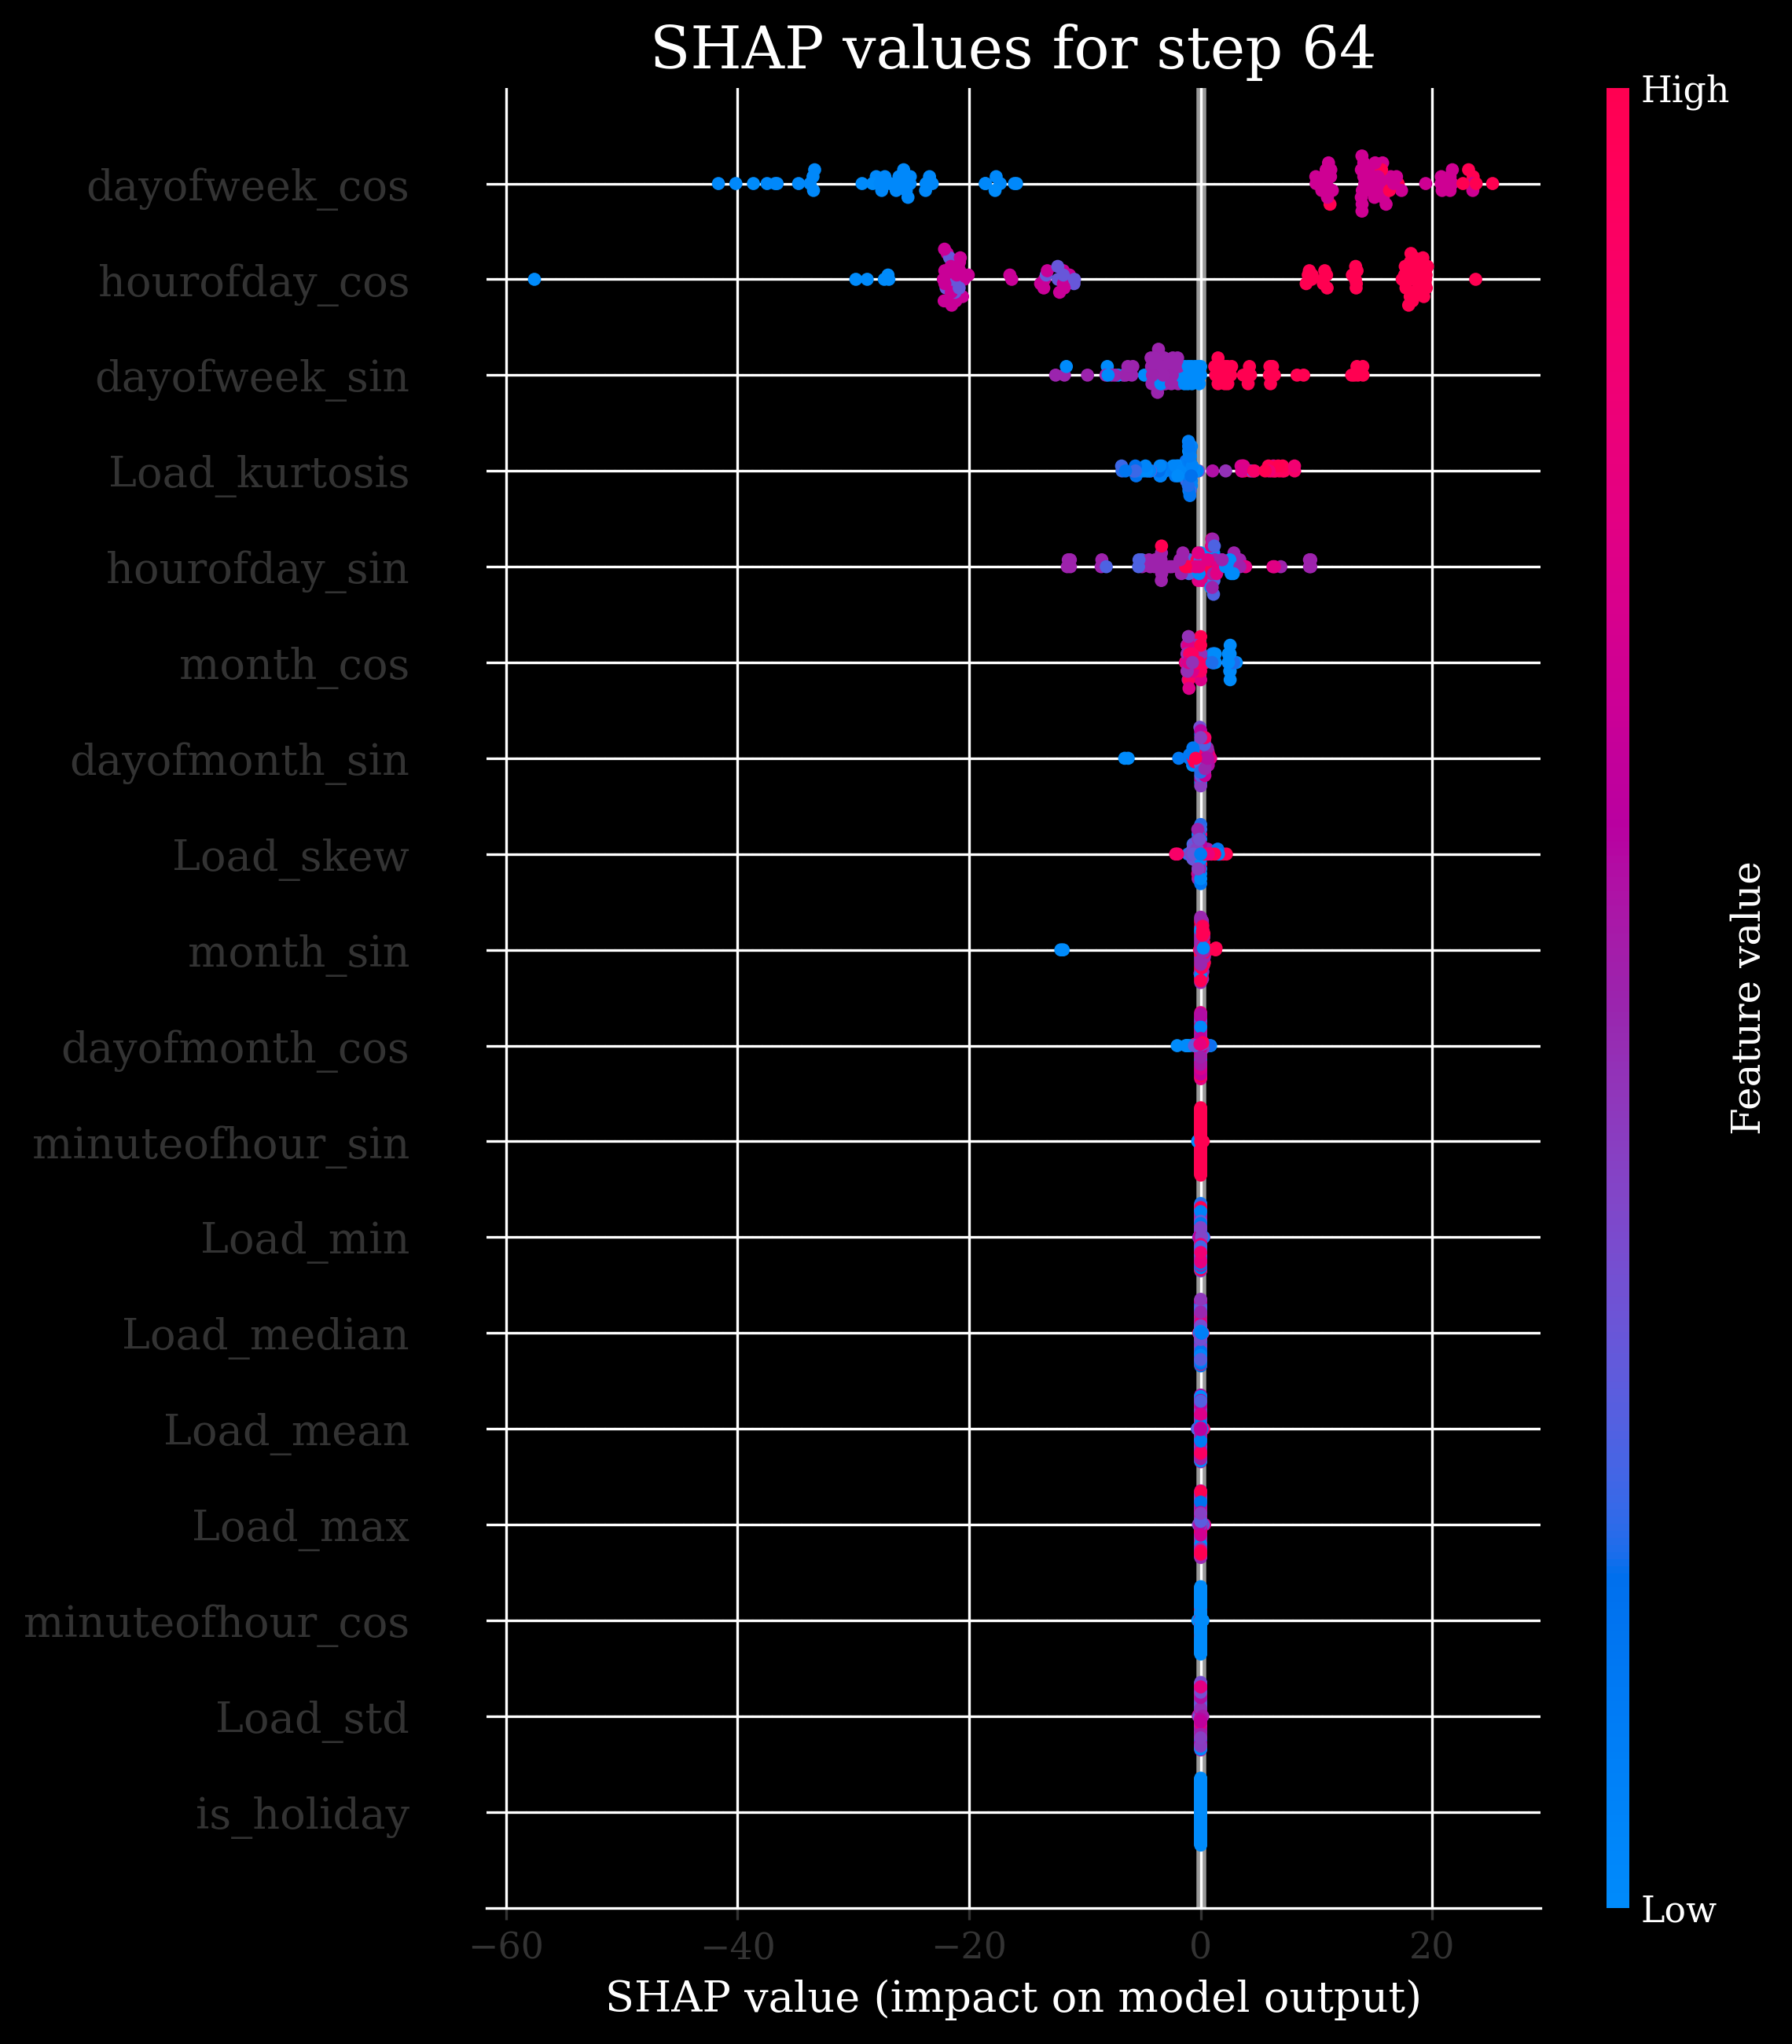 SHAP values for step 64
High
dayofweek_cos
hourofday_cos
dayofweek_sin
Load_kurtosis
hourofday_sin
month_cos
dayofmonth_sin
Load_skew
month_sin
dayofmonth_cos
minuteofhour_sin
Load_min
Load_median
Load_mean
Load_max
minuteofhour_cos
Load_std
is_holiday
Feature value
Low
−60 −40 −20 0 20
SHAP value (impact on model output)